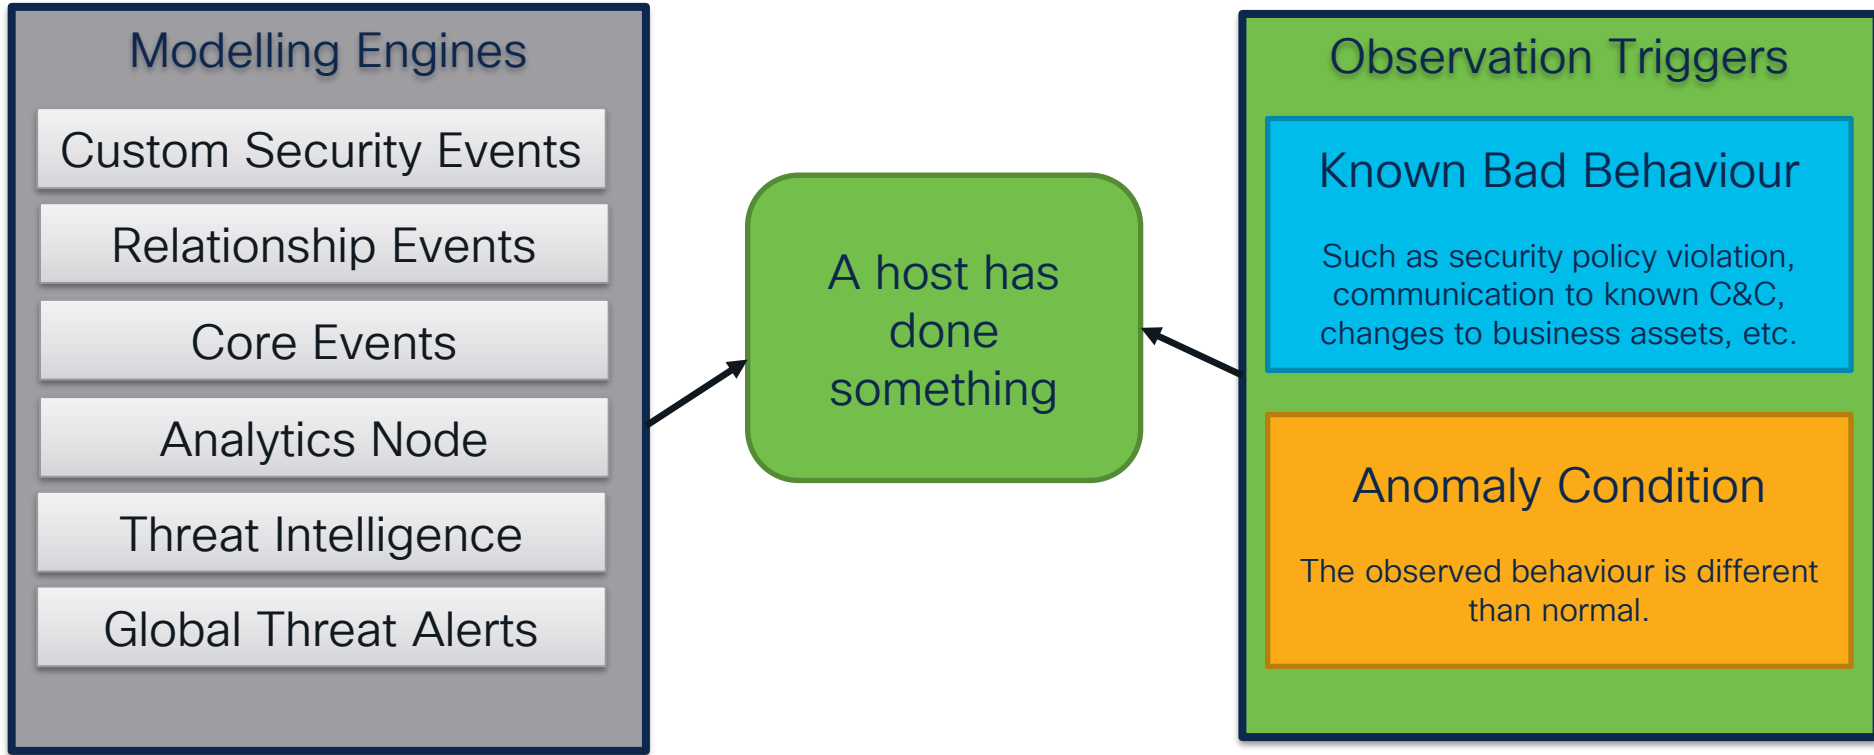 Modelling Engines
Custom Security Events
Relationship Events
Core Events
Analytics Node
Threat Intelligence
Global Threat Alerts
A host has
done
something
Observation Triggers
Known Bad Behaviour
Such as security policy violation,
communication to known C&C,
changes to business assets, etc.
Anomaly Condition
The observed behaviour is different
than normal.